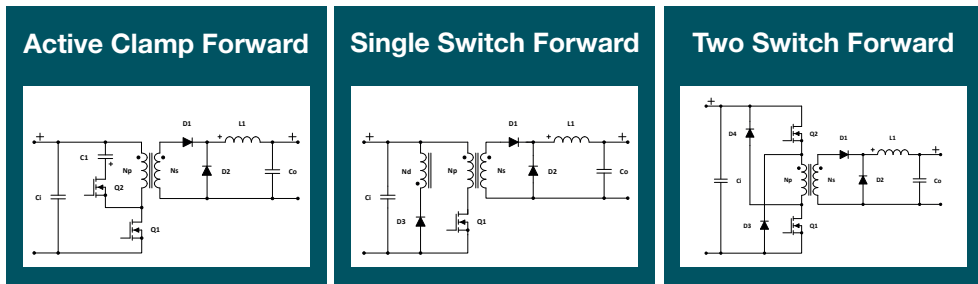 Active Clamp Forward
+
C1
+
Q2
Ci
Np
Ns
Q1
D1
+
L1
D2
Co
+
Single Switch Forward
+
Ci
Nd
D3
Np
Ns
Q1
D1
+
L1
D2
Co
+
Two Switch Forward
+
D4
Q2
Ci
Np
Ns
D3
Q1
D1
+
L1
D2
Co
+